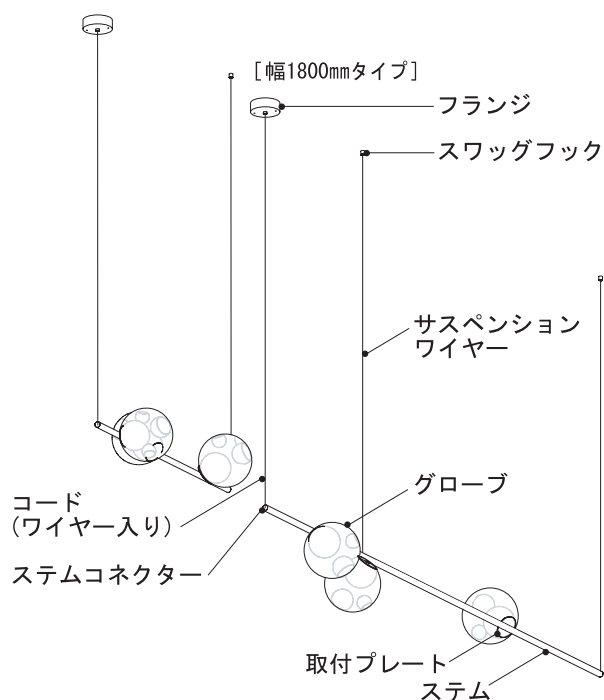 [幅1800mmタイプ]
フランジ
スワッグフック
サスペンション
ワイヤー
グローブ
コード
(ワイヤー入り)
ステムコネクター
取付プレート
ステム